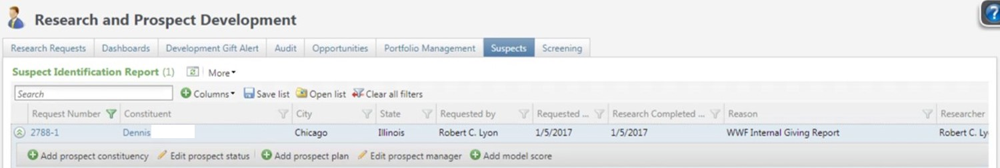 Research and Prospect Development
?
Research Requests Dashboards Development Gift Alert Audit Opportunities Portfolio Management Suspects Screening
Suspect Identification Report (1) More
Search Columns Save list Open list Clear all filters
Request Number Constituent City State Requested by Requested ... Research Completed ... Reason Researcher
2788-1 Dennis Chicago Illinois Robert C. Lyon 1/5/2017 1/5/2017 WWF Internal Giving Report Robert C. Ly
Add prospect constituency Edit prospect status Add prospect plan Edit prospect manager Add model score